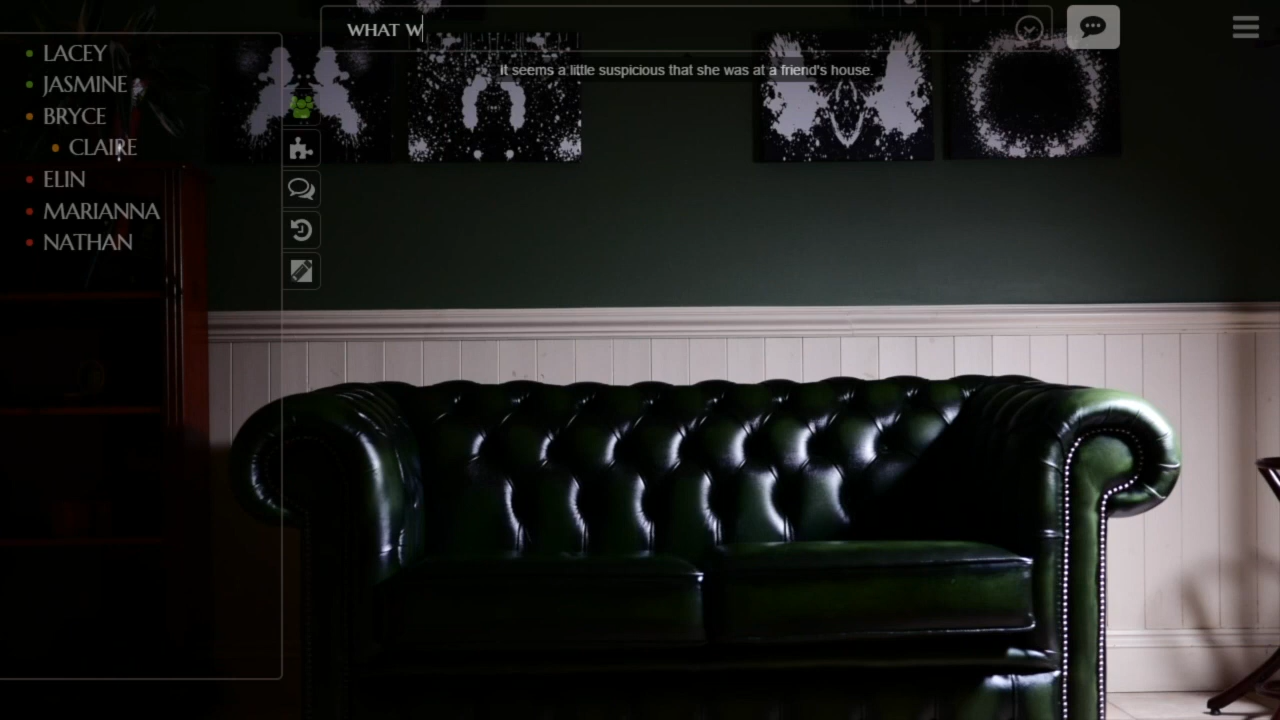 WHAT W
It seems a little suspicious that she was at a friend's house.
LACEY
JASMINE
BRYCE
CLAIRE
ELIN
MARIANNA
NATHAN